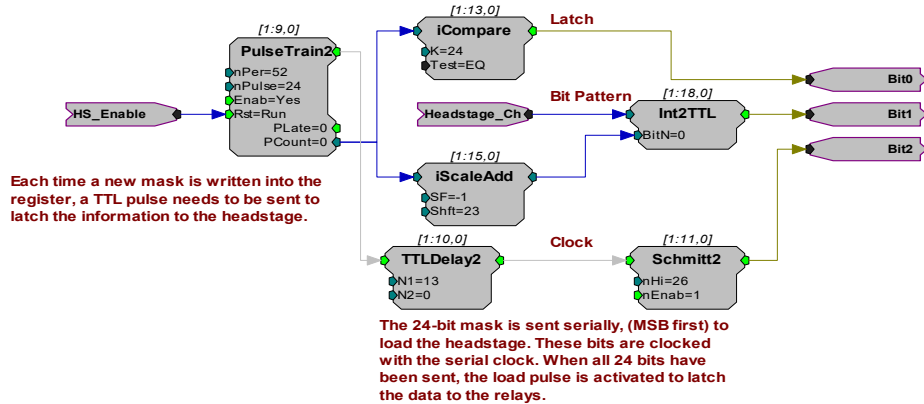 [1:9,0]
PulseTrain2
nPer=52
nPulse=24
Enab=Yes
Rst=Run
PLate=0
PCount=0
HS_Enable
[1:13,0]
iCompare
K=24
Test=EQ
Latch
Bit0
Headstage_Ch
Bit Pattern
[1:18,0]
Int2TTL
BitN=0
Bit1
Bit2
[1:15,0]
iScaleAdd
SF=-1
Shft=23
Each time a new mask is written into the
register, a TTL pulse needs to be sent to
latch the information to the headstage.
[1:10,0]
TTLDelay2
N1=13
N2=0
Clock
[1:11,0]
Schmitt2
nHi=26
nEnab=1
The 24-bit mask is sent serially, (MSB first) to
load the headstage. These bits are clocked
with the serial clock. When all 24 bits have
been sent, the load pulse is activated to latch
the data to the relays.